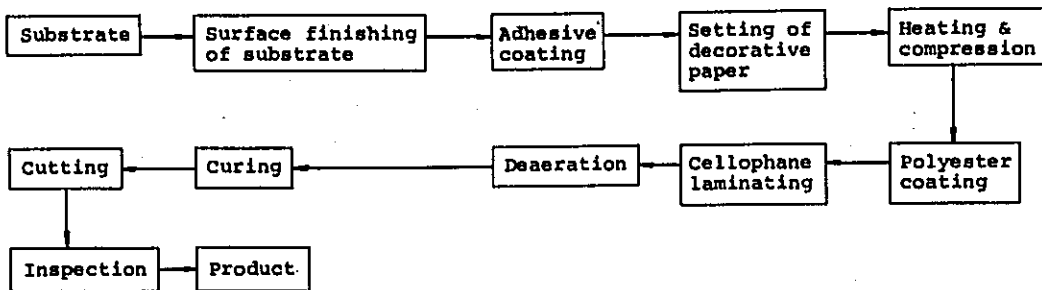 Substrate
Surface finishing
of substrate
Adhesive
coating
Setting of
decorative
paper
Heating &
compression
Polyester
coating
Cellophane
laminating
Deaeration
Curing
Cutting
Inspection
Product